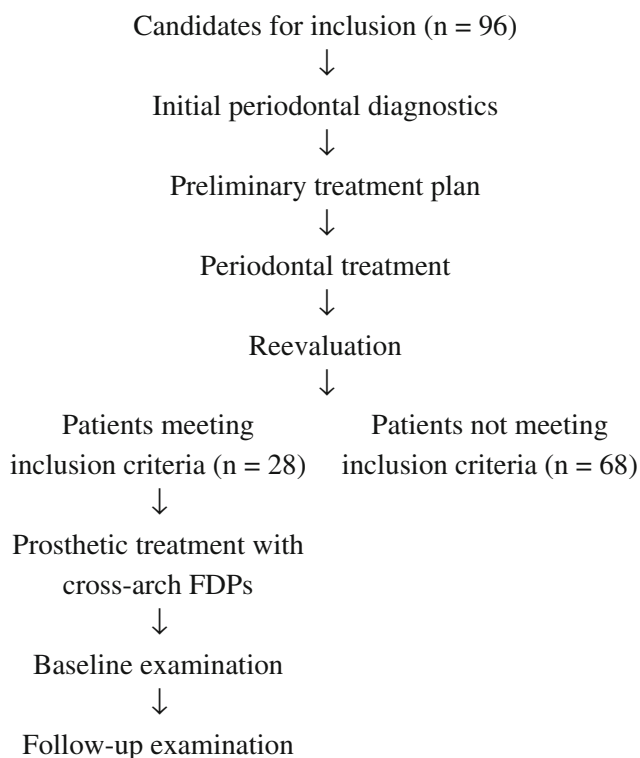 Candidates for inclusion (n = 96)
↓
Initial periodontal diagnostics
↓
Preliminary treatment plan
↓
Periodontal treatment
↓
Reevaluation
↓
Patients meeting
inclusion criteria (n = 28)
Patients not meeting
inclusion criteria (n = 68)
↓
Prosthetic treatment with
cross-arch FDPs
↓
Baseline examination
↓
Follow-up examination